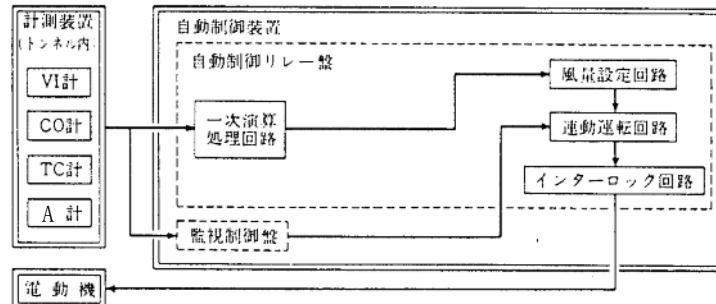 計測装置
(トンネル内)
VI計
CO計
TC計
A 計
電動機
自動制御装置
自動制御リレー盤
一次演算
処理回路
風量設定回路
連動運転回路
インターロック回路
監視制御盤